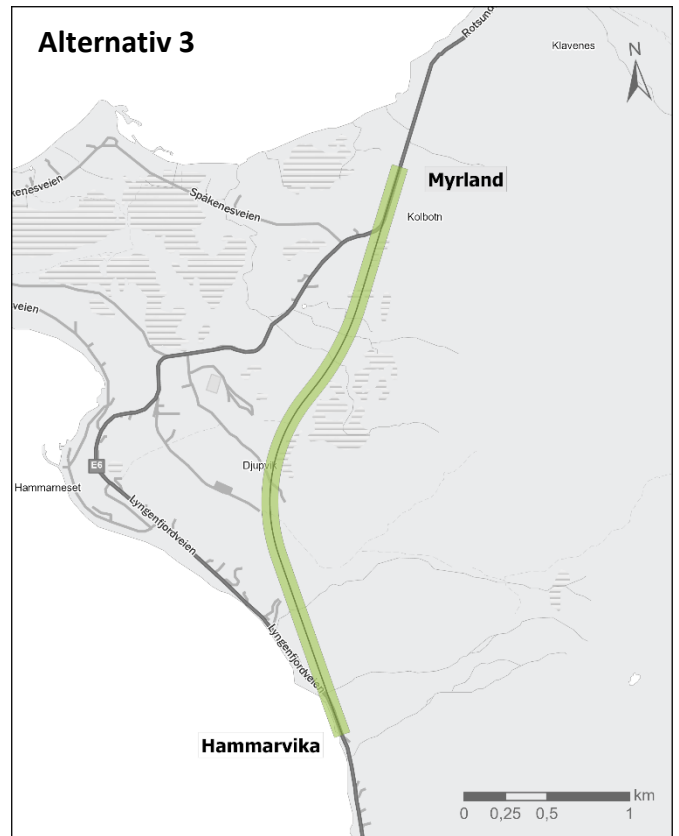 Alternativ 3
Rotsund
Klavenes
N
Myrland
Spåkenesveien
kenesveien
Kolbotn
veien
Djupvik
E6
Hammarneset
Lyngenfjordveien
Lyngenfjordveien
Hammarvika
km
0 0,25 0,5 1